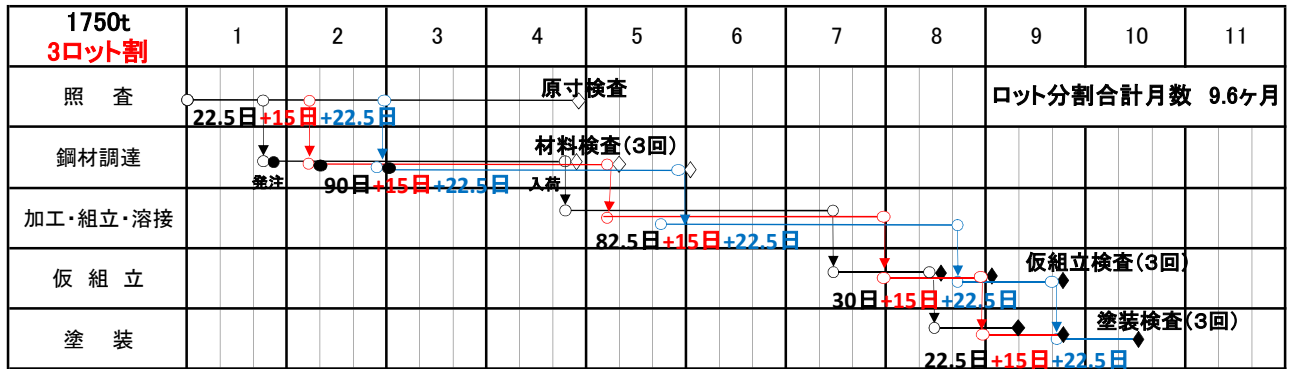 1750t
3ロット割
1 2 3 4 5 6 7 8 9 10 11
照 査
原寸検査
ロット分割合計月数 9.6ヶ月
22.5日+15日+22.5日
鋼材調達
材料検査(3回)
発注
90日+15日+22.5日
入荷
加工・組立・溶接
82.5日+15日+22.5日
仮 組 立
仮組立検査(3回)
30日+15日+22.5日
塗 装
塗装検査(3回)
22.5日+15日+22.5日